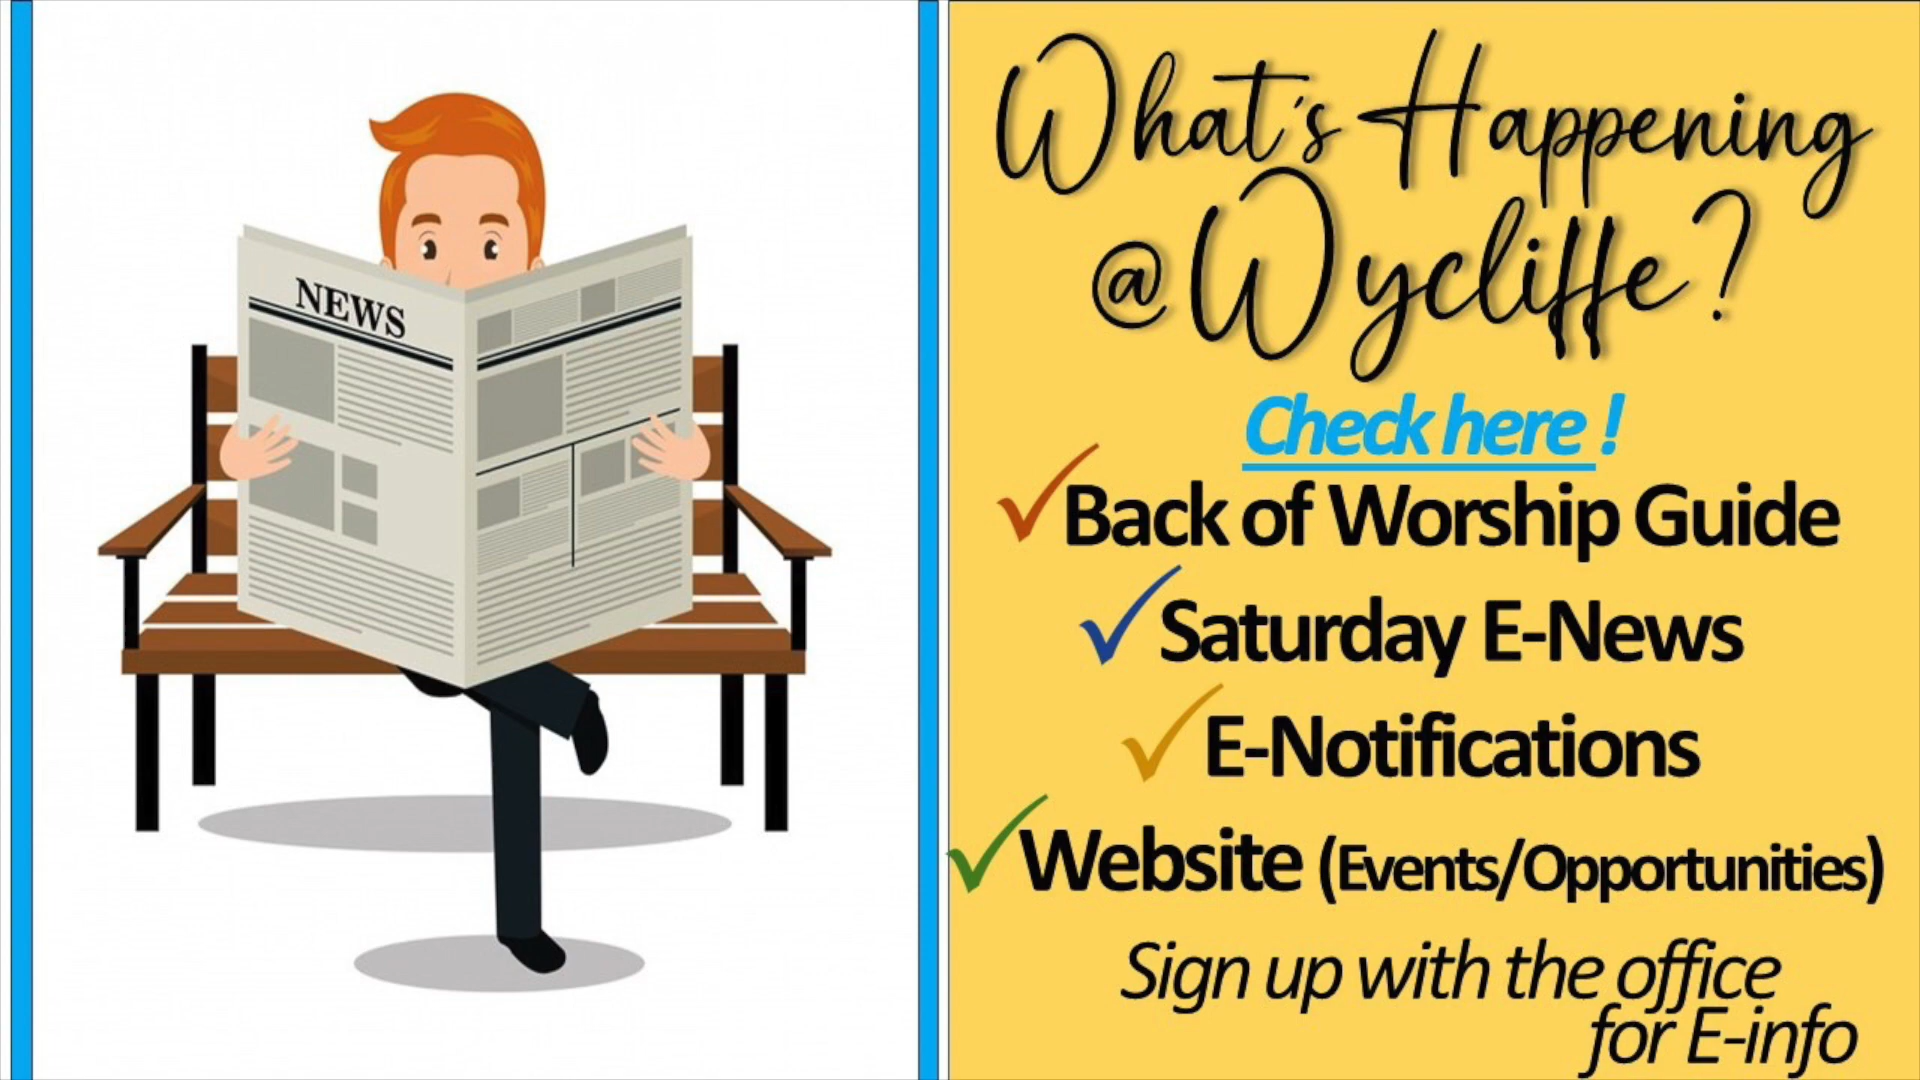 NEWS
What's Happening
@Wycliffe?
Check here !
Back of Worship Guide
Saturday E-News
E-Notifications
Website (Events/Opportunities)
Sign up with the office
for E-info